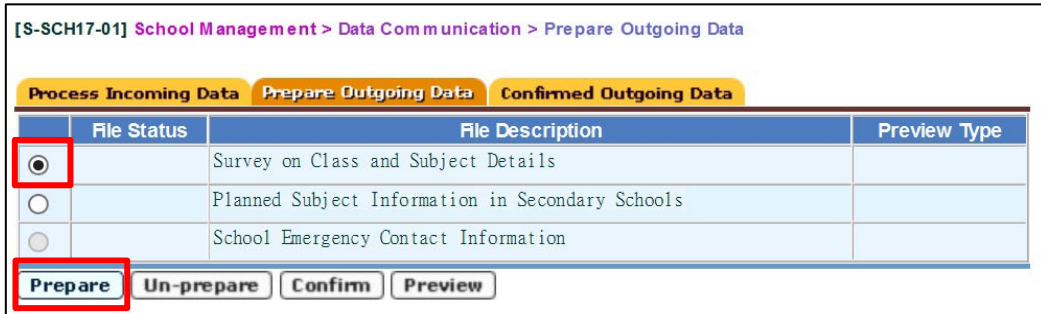 [S-SCH17-01] School Management > Data Communication > Prepare Outgoing Data
Process Incoming Data Prepare Outgoing Data Confirmed Outgoing Data
File Status File Description Preview Type
Survey on Class and Subject Details
Planned Subject Information in Secondary Schools
School Emergency Contact Information
Prepare Un-prepare Confirm Preview